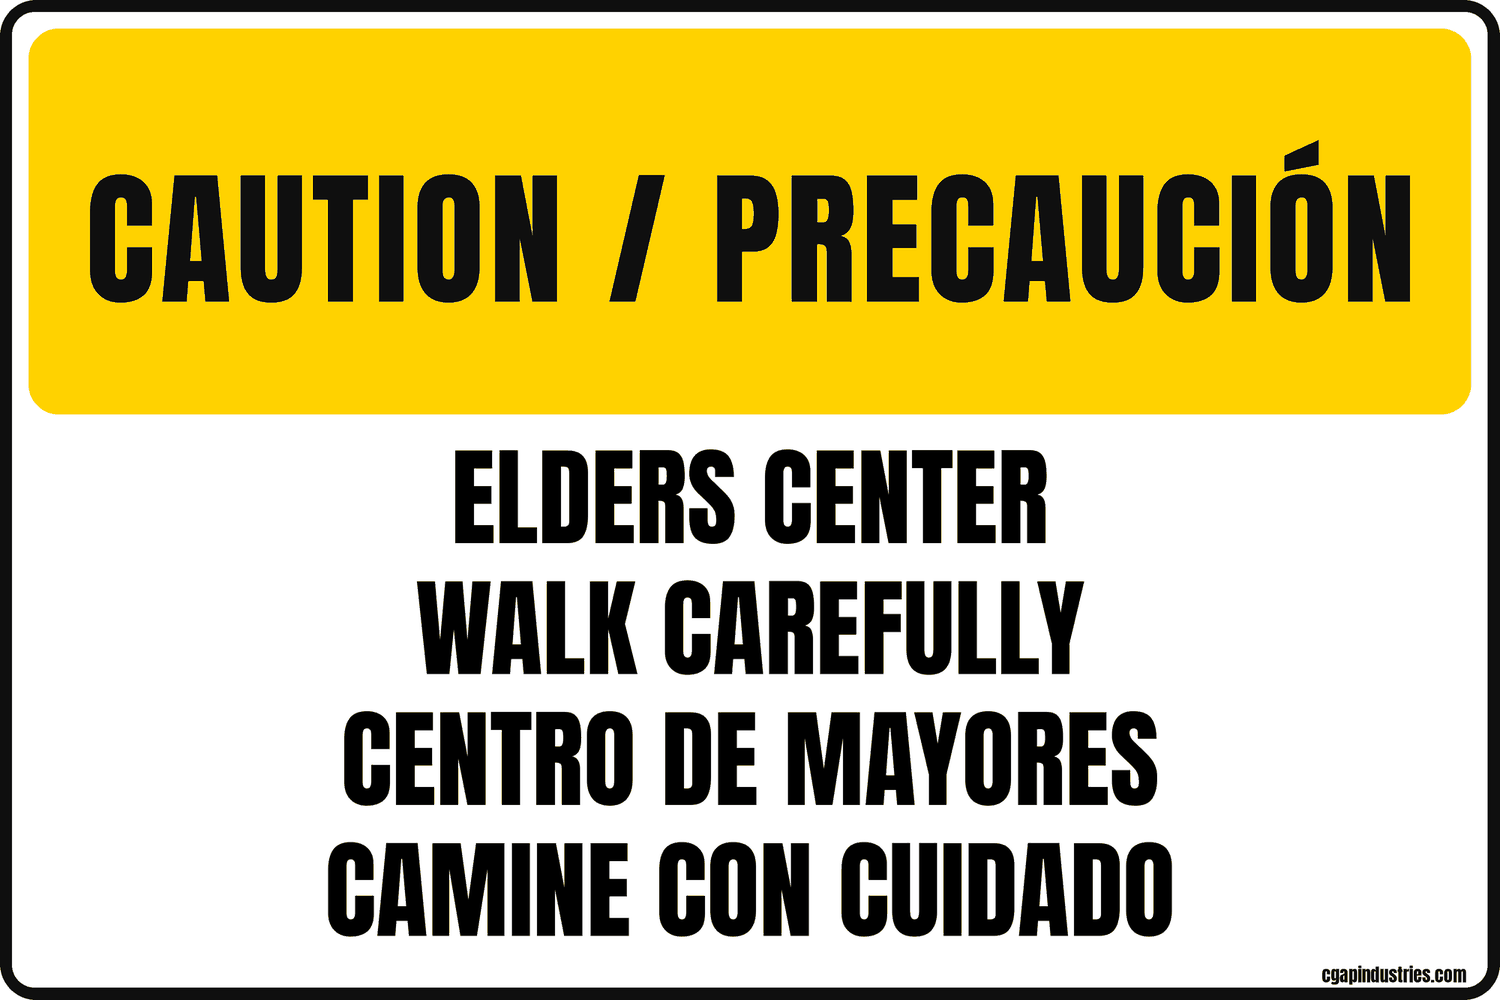 CAUTION / PRECAUCIÓN
ELDERS CENTER
WALK CAREFULLY
CENTRO DE MAYORES
CAMINE CON CUIDADO
cgapindustries.com